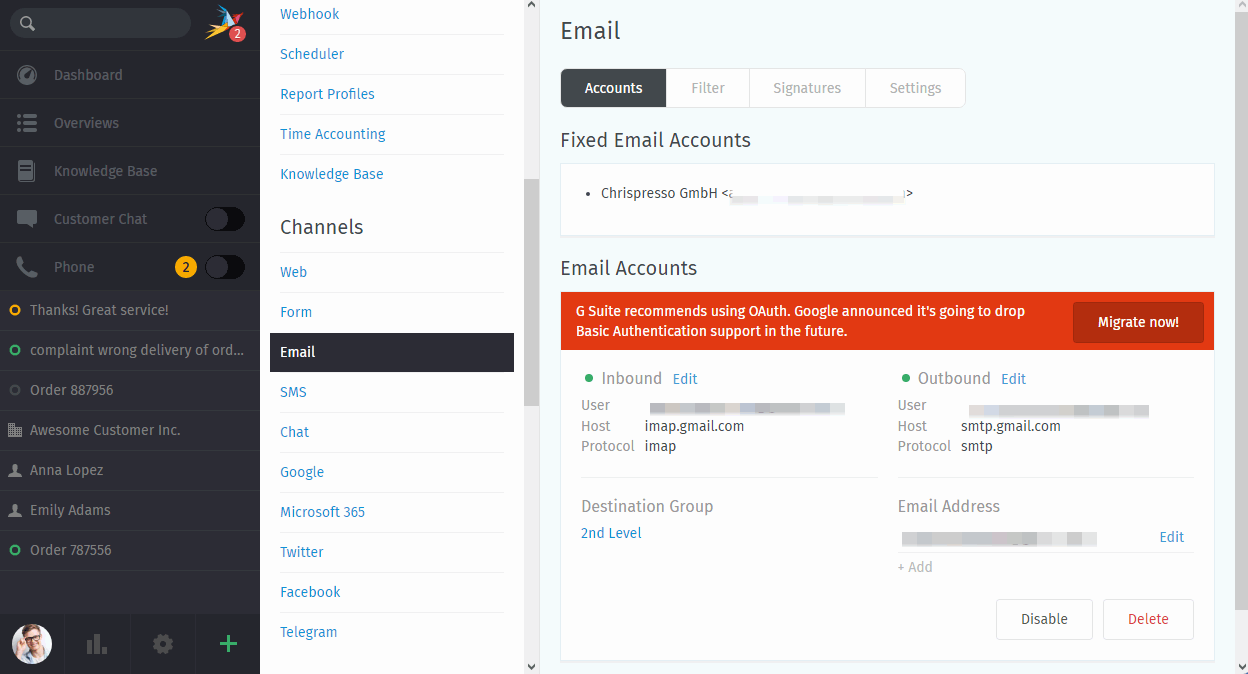 2
Dashboard
Overviews
Knowledge Base
Customer Chat
Phone 2
Thanks! Great service!
complaint wrong delivery of ord...
Order 887956
Awesome Customer Inc.
Anna Lopez
Emily Adams
Order 787556
Webhook
Scheduler
Report Profiles
Time Accounting
Knowledge Base
Channels
Web
Form
Email
SMS
Chat
Google
Microsoft 365
Twitter
Facebook
Telegram
Email
Accounts Filter Signatures Settings
Fixed Email Accounts
• Chrispresso GmbH < >
Email Accounts
G Suite recommends using OAuth. Google announced it's going to drop
Basic Authentication support in the future.
Migrate now!
Inbound Edit
User
Host imap.gmail.com
Protocol imap
Outbound Edit
User
Host smtp.gmail.com
Protocol smtp
Destination Group
2nd Level
Email Address
Edit
+ Add
Disable Delete